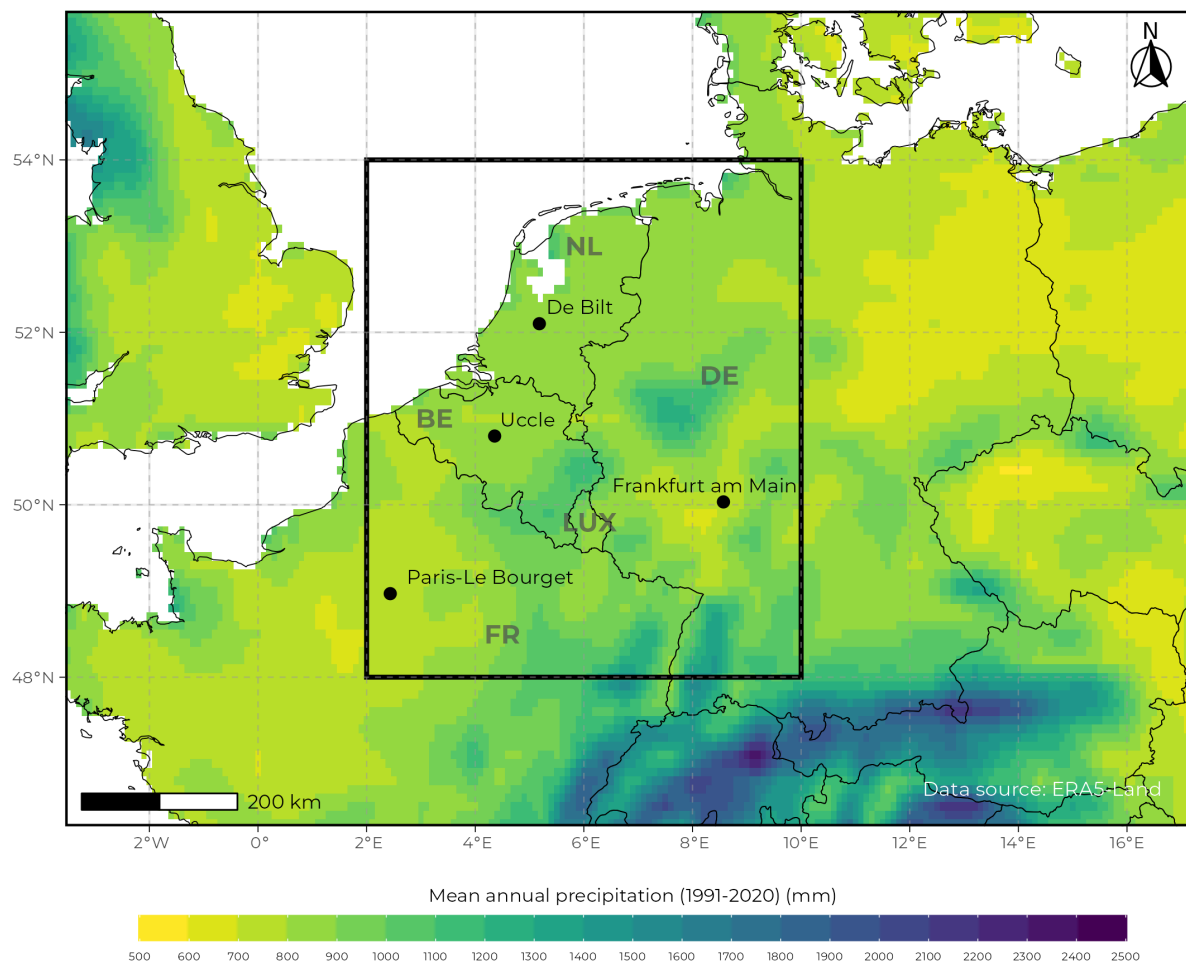 N
54°N
52°N
50°N
48°N
NL
De Bilt
DE
BE
Uccle
Frankfurt am Main
LUX
Paris-Le Bourget
FR
Data source: ERA5-Land
200 km
2°W 0° 2°E 4°E 6°E 8°E 10°E 12°E 14°E 16°E
Mean annual precipitation (1991-2020) (mm)
500 600 700 800 900 1000 1100 1200 1300 1400 1500 1600 1700 1800 1900 2000 2100 2200 2300 2400 2500